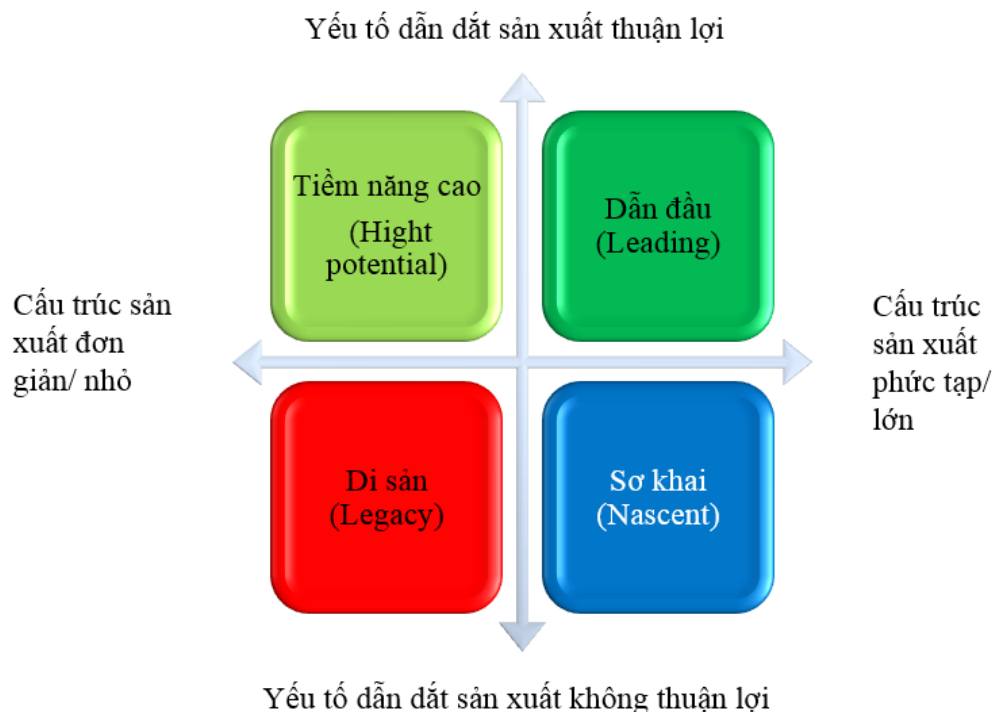 Yếu tố dẫn dắt sản xuất thuận lợi
Tiềm năng cao
(Hight
potential)
Dẫn đầu
(Leading)
Cấu trúc sản
xuất đơn
giản/ nhỏ
Cấu trúc
sản xuất
phức tạp/
lớn
Di sản
(Legacy)
Sơ khai
(Nascent)
Yếu tố dẫn dắt sản xuất không thuận lợi